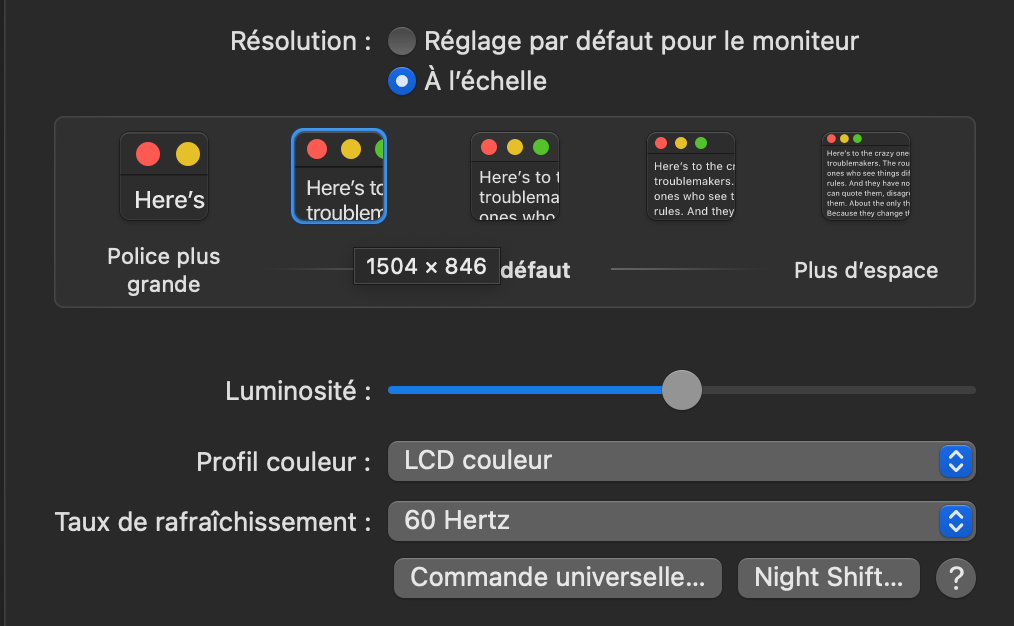 Résolution : Réglage par défaut pour le moniteur
À l’échelle
Here’s
Here’s to
troublem
Here’s to t
troublema
ones who
Here’s to the cr
troublemakers.
ones who see t
rules. And they
Here’s to the crazy one
troublemakers. The rou
ones who see things dif
rules. And they have no
can quote them, disagr
them. About the only th
Because they change th
Police plus
grande
1504 × 846
défaut
Plus d’espace
Luminosité :
Profil couleur : LCD couleur
Taux de rafraîchissement : 60 Hertz
Commande universelle... Night Shift... ?